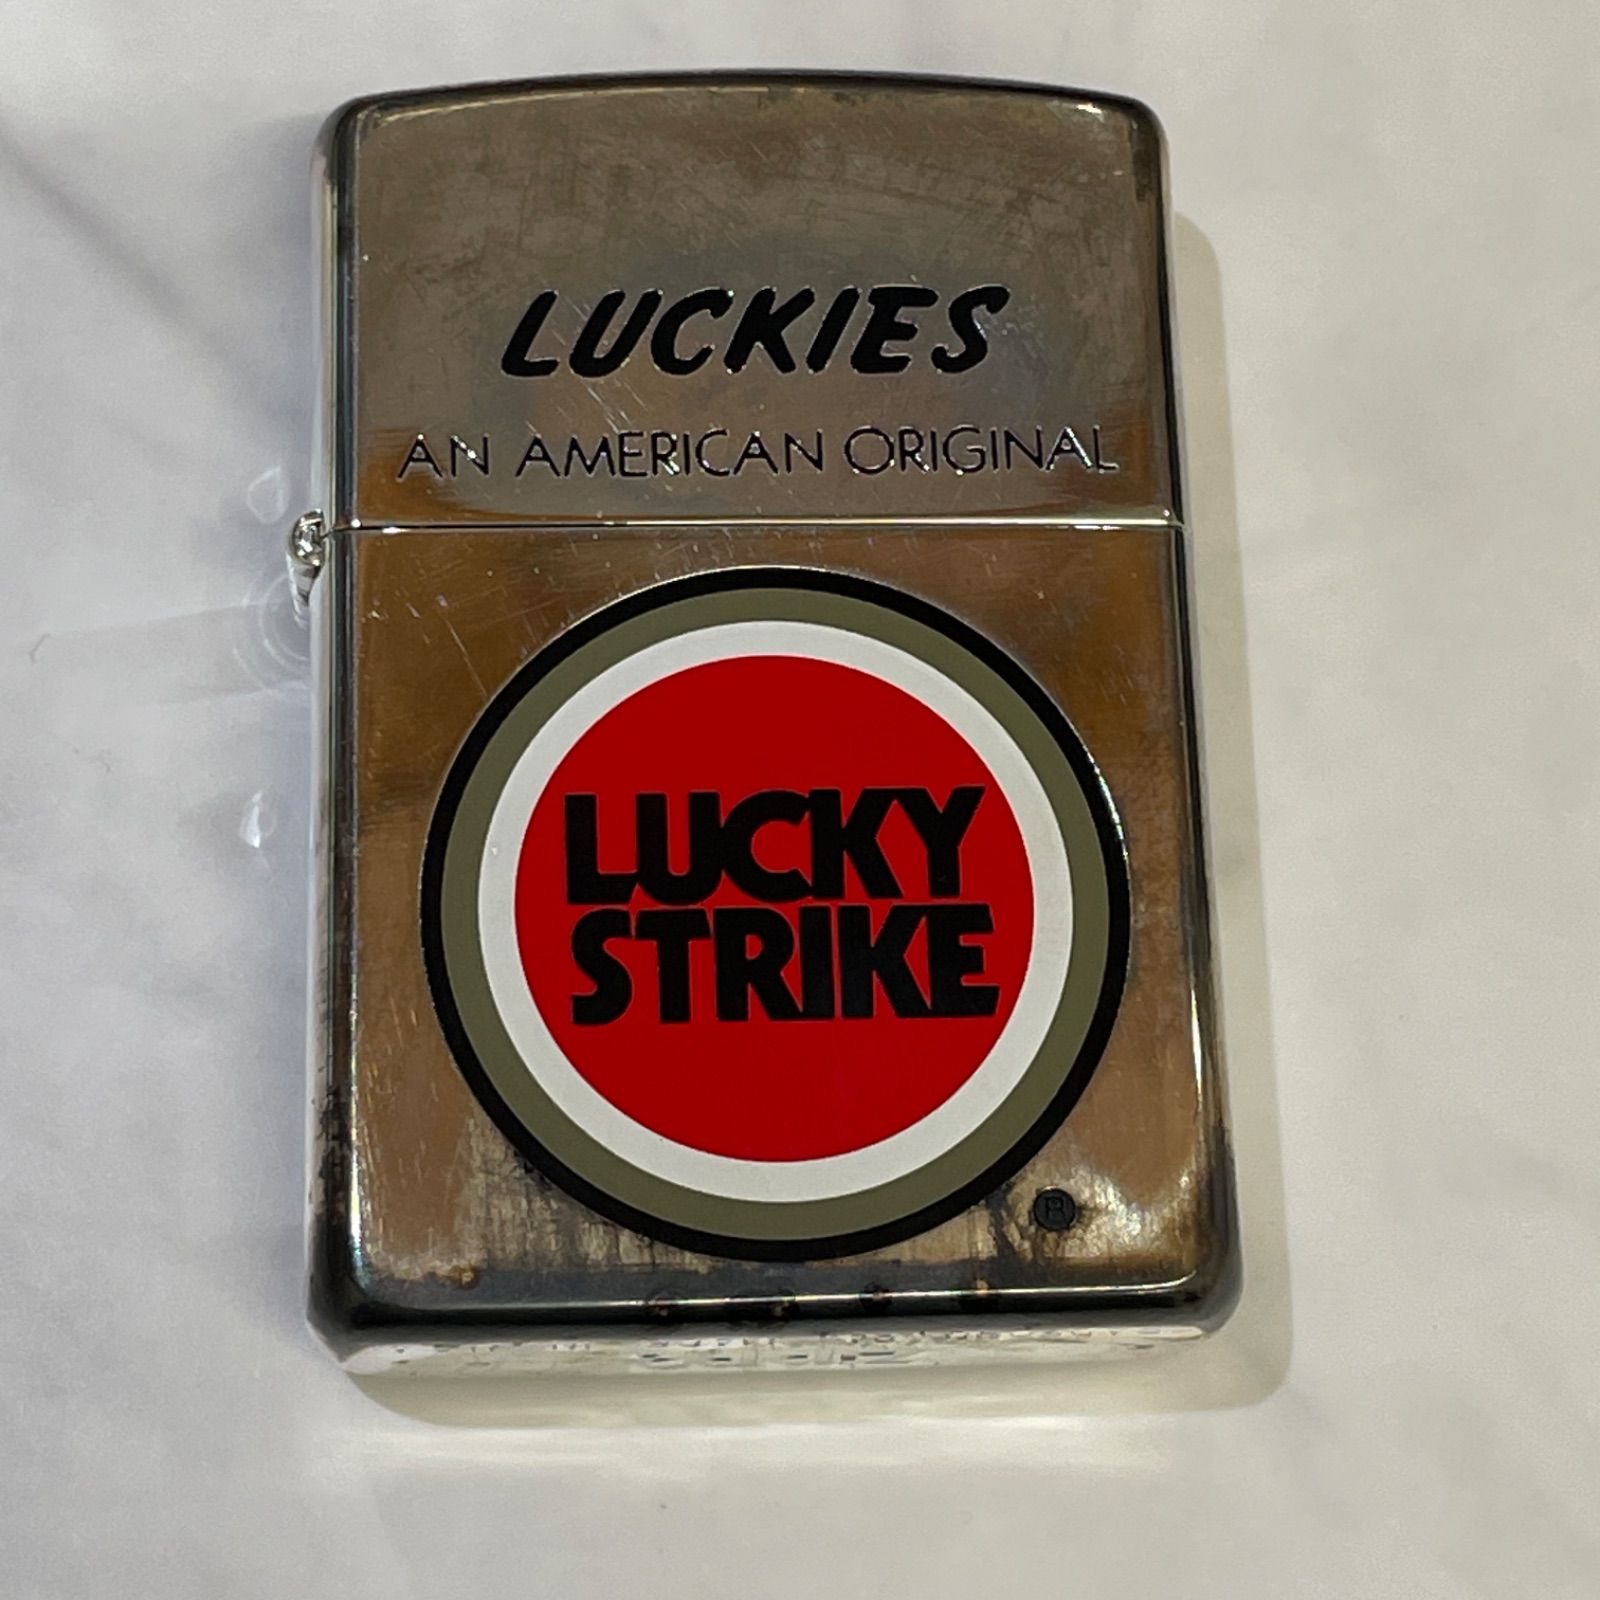 LUCKIES
AN AMERICAN ORIGINAL
LUCKY
STRIKE
®